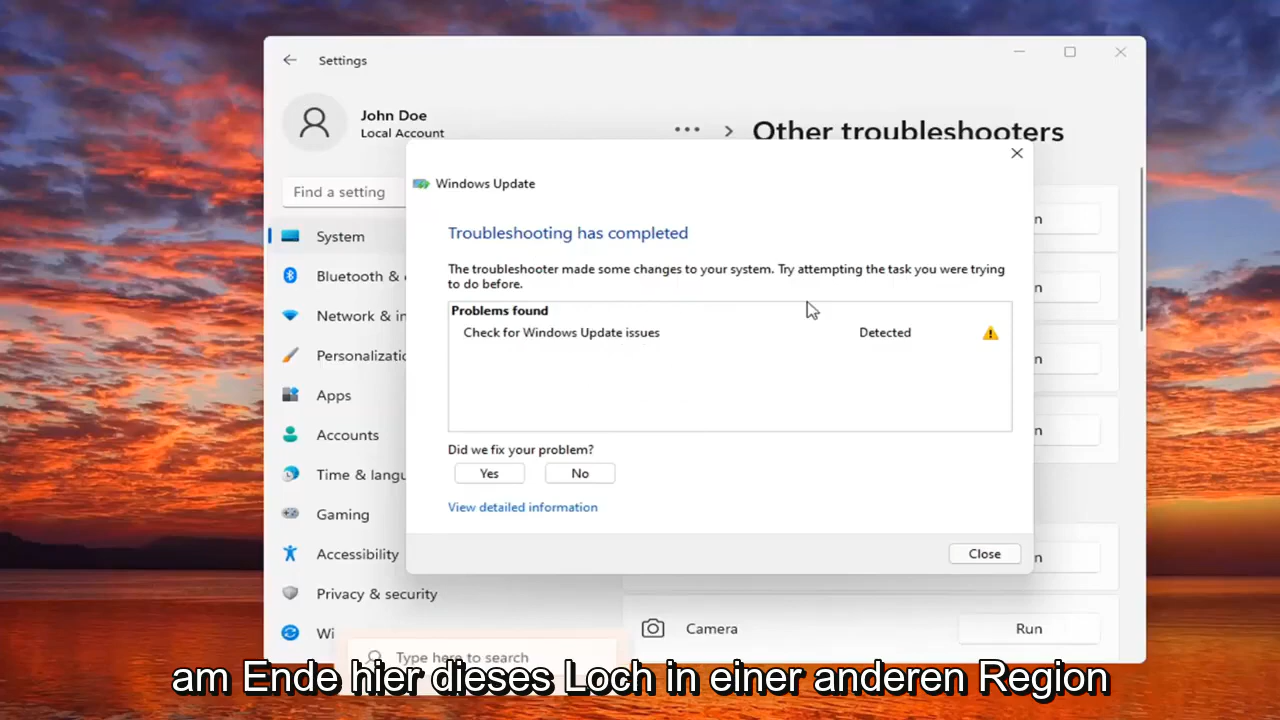 Settings
John Doe
Local Account
Other troubleshooters
Find a setting
Windows Update
Troubleshooting has completed
The troubleshooter made some changes to your system. Try attempting the task you were trying
to do before.
Problems found
Check for Windows Update issues Detected
Did we fix your problem?
Yes No
View detailed information
Close
System
Bluetooth &
Network & in
Personalizatio
Apps
Accounts
Time & langu
Gaming
Accessibility
Privacy & security
Wi
n
n
n
n
n
Camera Run
Type here to search
am Ende hier dieses Loch in einer anderen Region